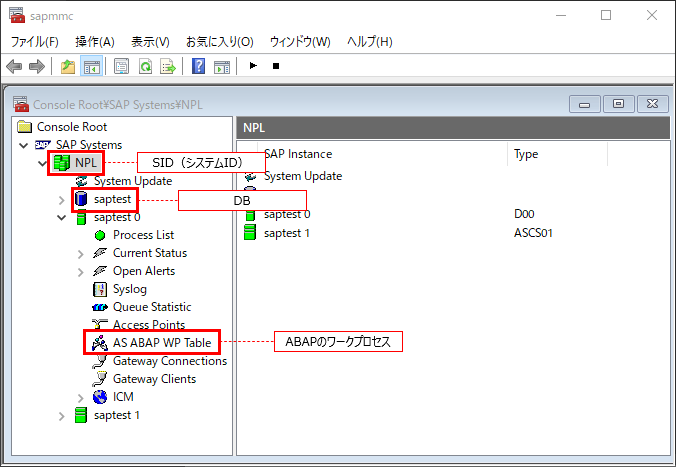 sapmmc
ファイル(F) 操作(A) 表示(V) お気に入り(O) ウィンドウ(W) ヘルプ(H)
Console Root¥SAP Systems¥NPL
Console Root
SAP Systems
NPL
SID（システムID）
System Update
saptest
DB
saptest 0
Process List
Current Status
Open Alerts
Syslog
Queue Statistic
Access Points
AS ABAP WP Table
ABAPのワークプロセス
Gateway Connections
Gateway Clients
ICM
saptest 1
NPL
SAP Instance Type
System Update
saptest 0 D00
saptest 1 ASCS01